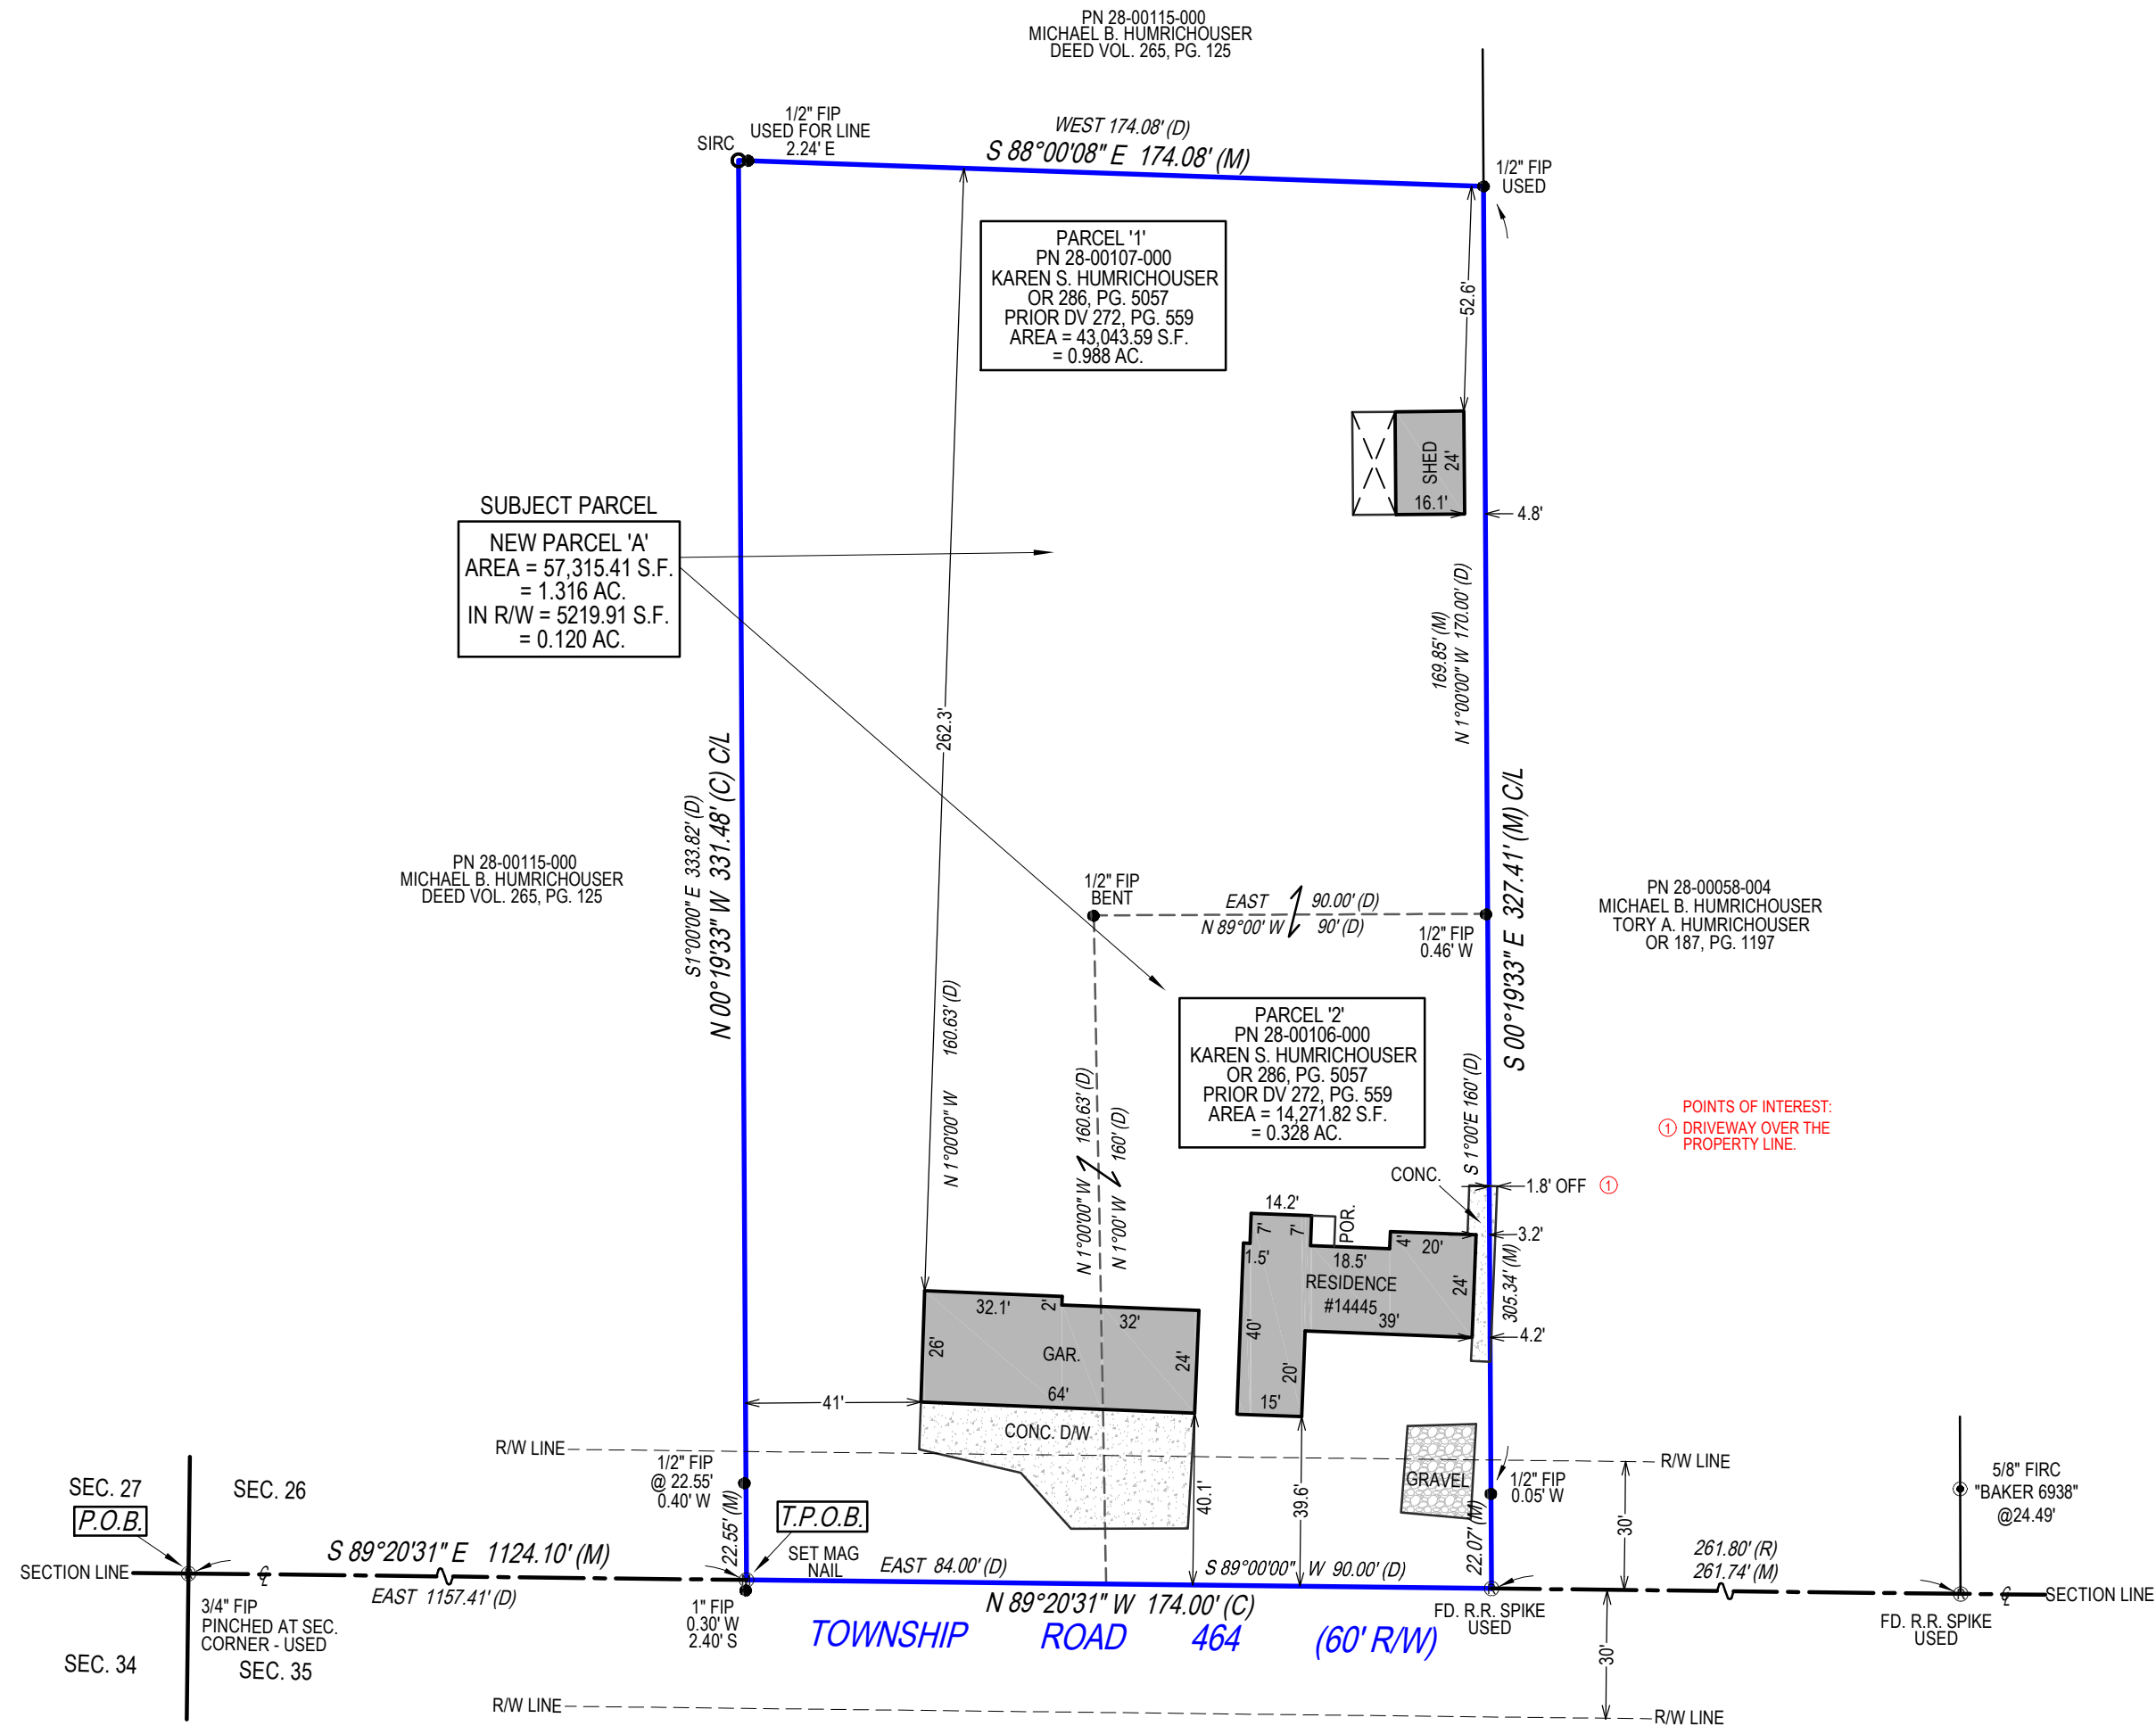 PN 28-00115-000
MICHAEL B. HUMRICHOUSER
DEED VOL. 265, PG. 125
1/2" FIP
USED FOR LINE
2.24' E
SIRC
WEST 174.08' (D)
S 88°00'08" E 174.08' (M)
1/2" FIP
USED
PARCEL '1'
PN 28-00107-000
KAREN S. HUMRICHOUSER
OR 286, PG. 5057
PRIOR DV 272, PG. 559
AREA = 43,043.59 S.F.
= 0.988 AC.
52.6'
SHED
24'
16.1'
4.8'
SUBJECT PARCEL
NEW PARCEL 'A'
AREA = 57,315.41 S.F.
= 1.316 AC.
IN R/W = 5219.91 S.F.
= 0.120 AC.
169.85' (M)
N 1°00'00" W 170.00' (D)
262.3'
S1°00'00" E 333.82' (D)
N 00°19'33" W 331.48' (C) C/L
S 00°19'33" E 327.41' (M) C/L
PN 28-00115-000
MICHAEL B. HUMRICHOUSER
DEED VOL. 265, PG. 125
1/2" FIP
BENT
EAST 90.00' (D)
N 89°00' W 90' (D)
1/2" FIP
0.46' W
PN 28-00058-004
MICHAEL B. HUMRICHOUSER
TORY A. HUMRICHOUSER
OR 187, PG. 1197
N 1°00'00" W 160.63' (D)
N 1°00'00" W 160.63' (D)
N 1°00' W 160' (D)
PARCEL '2'
PN 28-00106-000
KAREN S. HUMRICHOUSER
OR 286, PG. 5057
PRIOR DV 272, PG. 559
AREA = 14,271.82 S.F.
= 0.328 AC.
S 1°00'E 160' (D)
POINTS OF INTEREST:
1 DRIVEWAY OVER THE
PROPERTY LINE.
CONC.
1.8' OFF 1
14.2'
7'
7'
POR.
1.5'
18.5'
4'
20'
3.2'
RESIDENCE
#14445
24'
305.34' (M)
39'
4.2'
40'
20'
15'
32.1'
2'
32'
26'
GAR.
24'
64'
41'
CONC. D/W
R/W LINE
R/W LINE
1/2" FIP
@ 22.55'
0.40' W
22.55' (M)
GRAVEL
1/2" FIP
0.05' W
22.07' (M)
40.1'
39.6'
30'
5/8" FIRC
"BAKER 6938"
@24.49'
SEC. 27
SEC. 26
P.O.B.
T.P.O.B.
SET MAG
NAIL
S 89°20'31" E 1124.10' (M)
SECTION LINE
EAST 1157.41' (D)
EAST 84.00' (D)
S 89°00'00" W 90.00' (D)
261.80' (R)
261.74' (M)
SECTION LINE
3/4" FIP
PINCHED AT SEC.
CORNER - USED
1" FIP
0.30' W
2.40' S
N 89°20'31" W 174.00' (C)
FD. R.R. SPIKE
USED
FD. R.R. SPIKE
USED
TOWNSHIP ROAD 464 (60' R/W)
SEC. 34
SEC. 35
30'
R/W LINE
R/W LINE